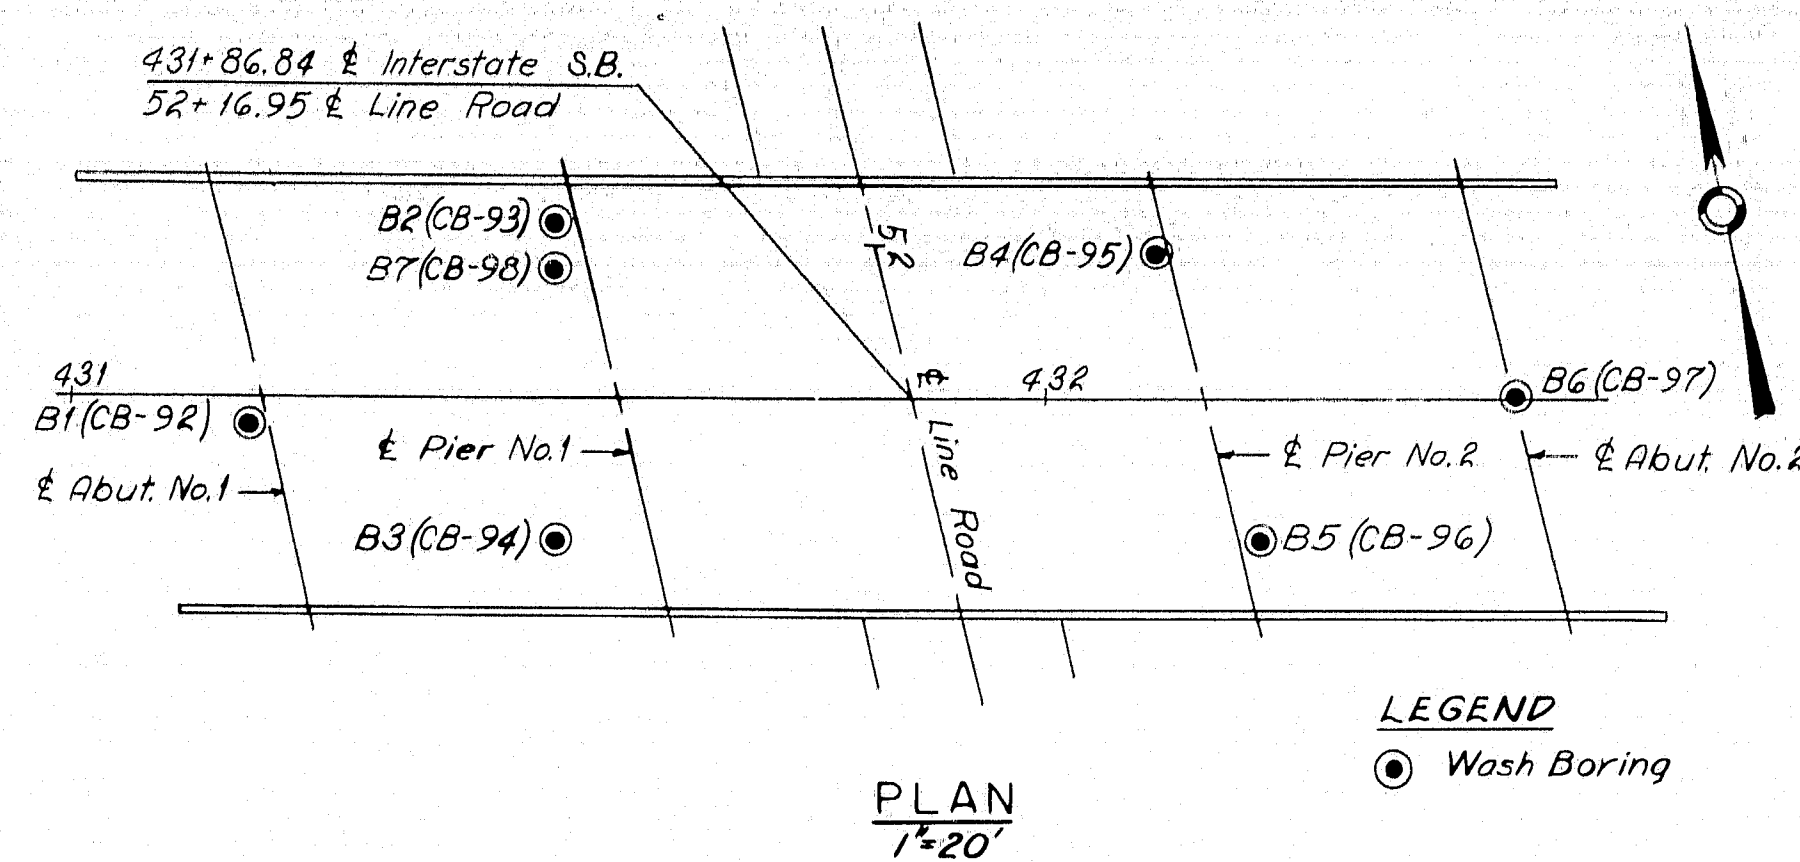 431+86.84 ℄ Interstate S.B.
52+16.95 ℄ Line Road
B2(CB-93)
B7(CB-98)
52
B4(CB-95)
431
℄
432
B6(CB-97)
B1(CB-92)
℄ Pier No.1
Line Road
℄ Pier No.2
℄ Abut. No.2
℄ Abut. No.1
B3(CB-94)
B5(CB-96)
LEGEND
Wash Boring
PLAN
1"=20'